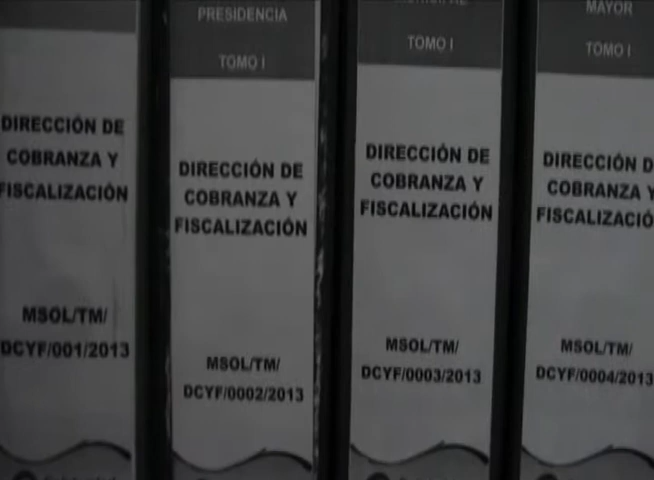 DIRECCIÓN DE
COBRANZA Y
FISCALIZACIÓN
MSOL/TM/
DCYF/001/2013
PRESIDENCIA
TOMO I
DIRECCIÓN DE
COBRANZA Y
FISCALIZACIÓN
MSOL/TM/
DCYF/0002/2013
TOMO I
DIRECCIÓN DE
COBRANZA Y
FISCALIZACIÓN
MSOL/TM/
DCYF/0003/2013
MAYOR
TOMO I
DIRECCIÓN D
COBRANZA Y
FISCALIZACIÓ
MSOL/TM/
DCYF/0004/2013